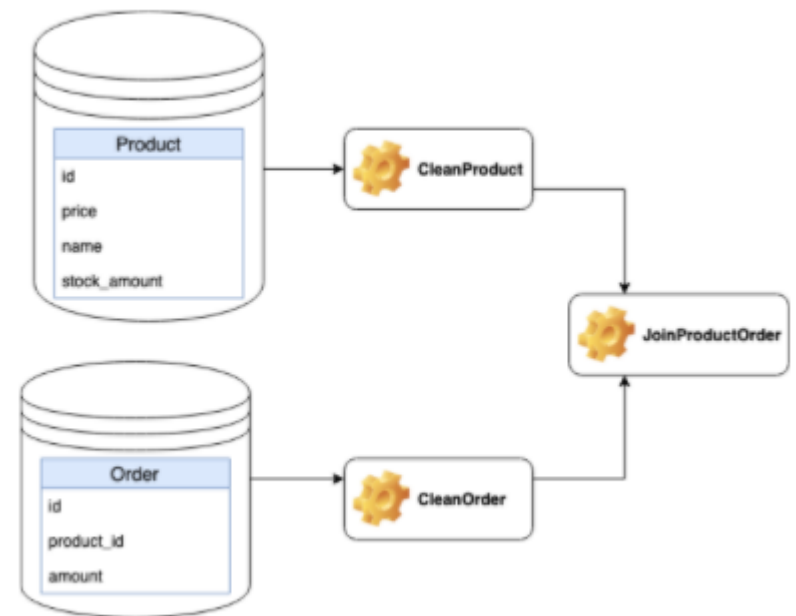 Product
id
price
name
stock_amount
CleanProduct
JoinProductOrder
Order
id
product_id
amount
CleanOrder